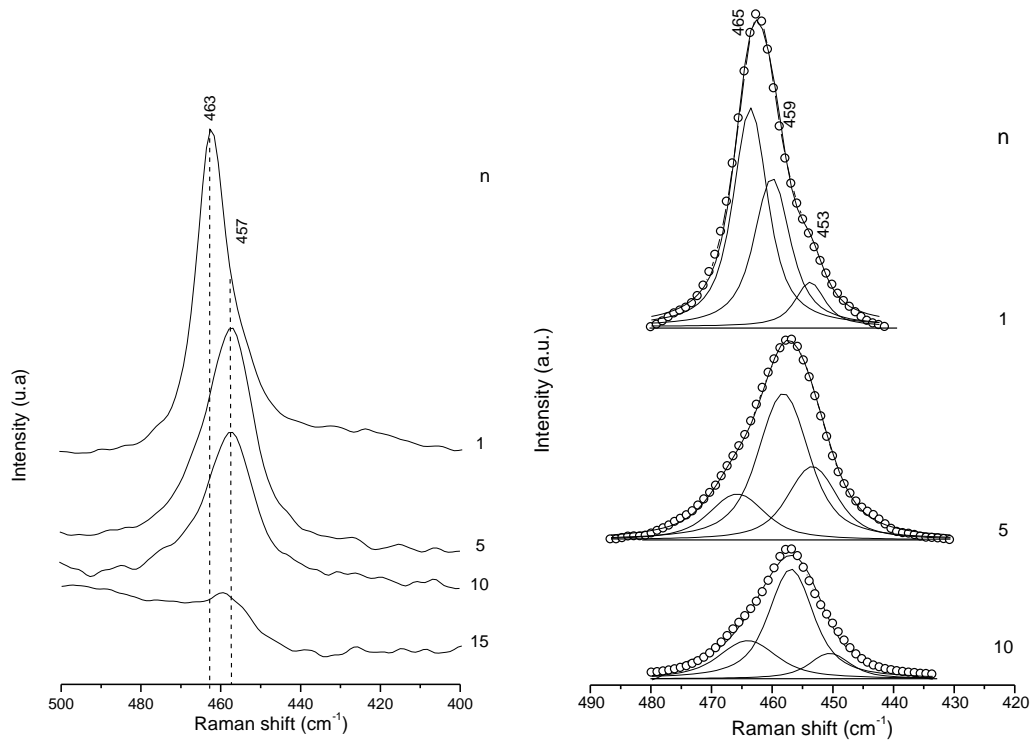 463
457
n
1
5
10
15
Intensity (u.a)
500 480 460 440 420 400
Raman shift (cm⁻¹)
465
459
453
n
1
5
10
Intensity (a.u.)
490 480 470 460 450 440 430 420
Raman shift (cm⁻¹)